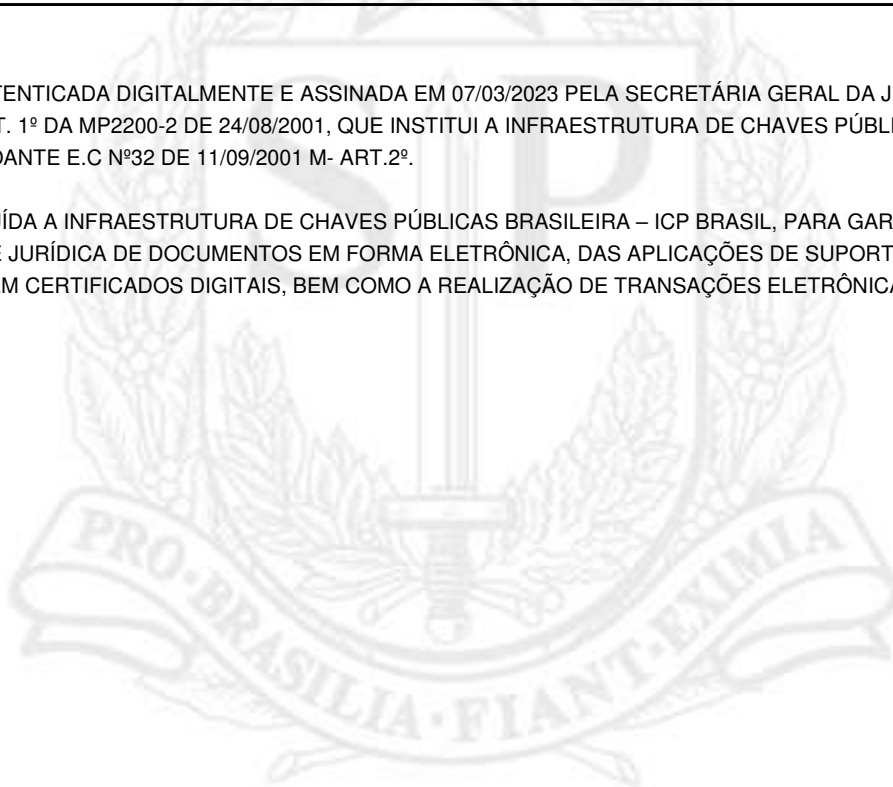 TENTICADA DIGITALMENTE E ASSINADA EM 07/03/2023 PELA SECRETÁRIA GERAL DA J
T. 1º DA MP2200-2 DE 24/08/2001, QUE INSTITUI A INFRAESTRUTURA DE CHAVES PÚBL
DANTE E.C Nº32 DE 11/09/2001 M- ART.2º.
ÍDA A INFRAESTRUTURA DE CHAVES PÚBLICAS BRASILEIRA – ICP BRASIL, PARA GAR
E JURÍDICA DE DOCUMENTOS EM FORMA ELETRÔNICA, DAS APLICAÇÕES DE SUPORT
EM CERTIFICADOS DIGITAIS, BEM COMO A REALIZAÇÃO DE TRANSAÇÕES ELETRÔNICA
SP
PRO·BRASILIA·FIANT·EXIMIA